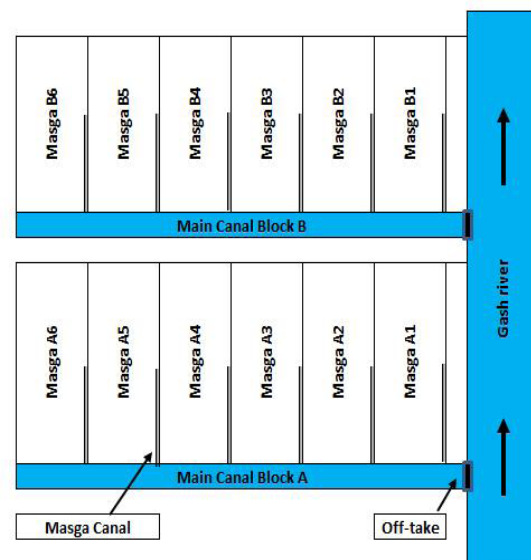 Masga B6
Masga B5
Masga B4
Masga B3
Masga B2
Masga B1
Main Canal Block B
Gash river
Masga A6
Masga A5
Masga A4
Masga A3
Masga A2
Masga A1
Main Canal Block A
Masga Canal
Off-take